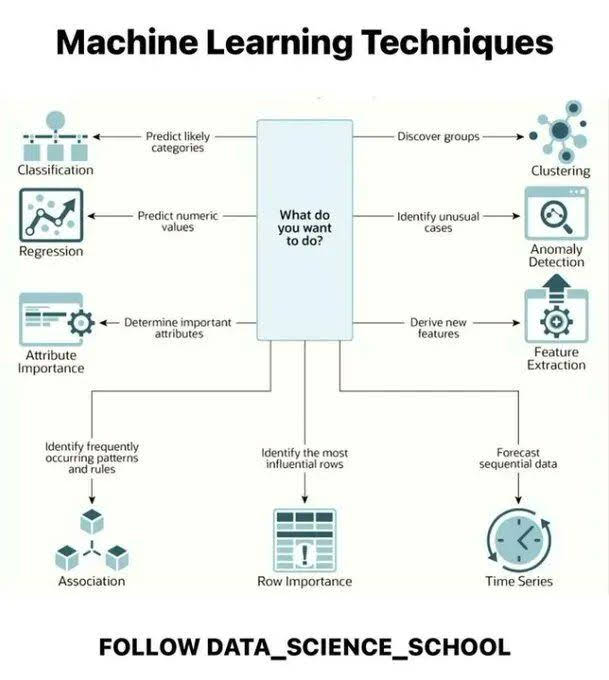 Machine Learning Techniques
Predict likely
categories
Classification
Discover groups
Clustering
What do
you want
to do?
Predict numeric
values
Regression
Identify unusual
cases
Anomaly
Detection
Determine important
attributes
Attribute
Importance
Derive new
features
Feature
Extraction
Identify frequently
occurring patterns
and rules
Association
Identify the most
influential rows
Row Importance
Forecast
sequential data
Time Series
FOLLOW DATA_SCIENCE_SCHOOL